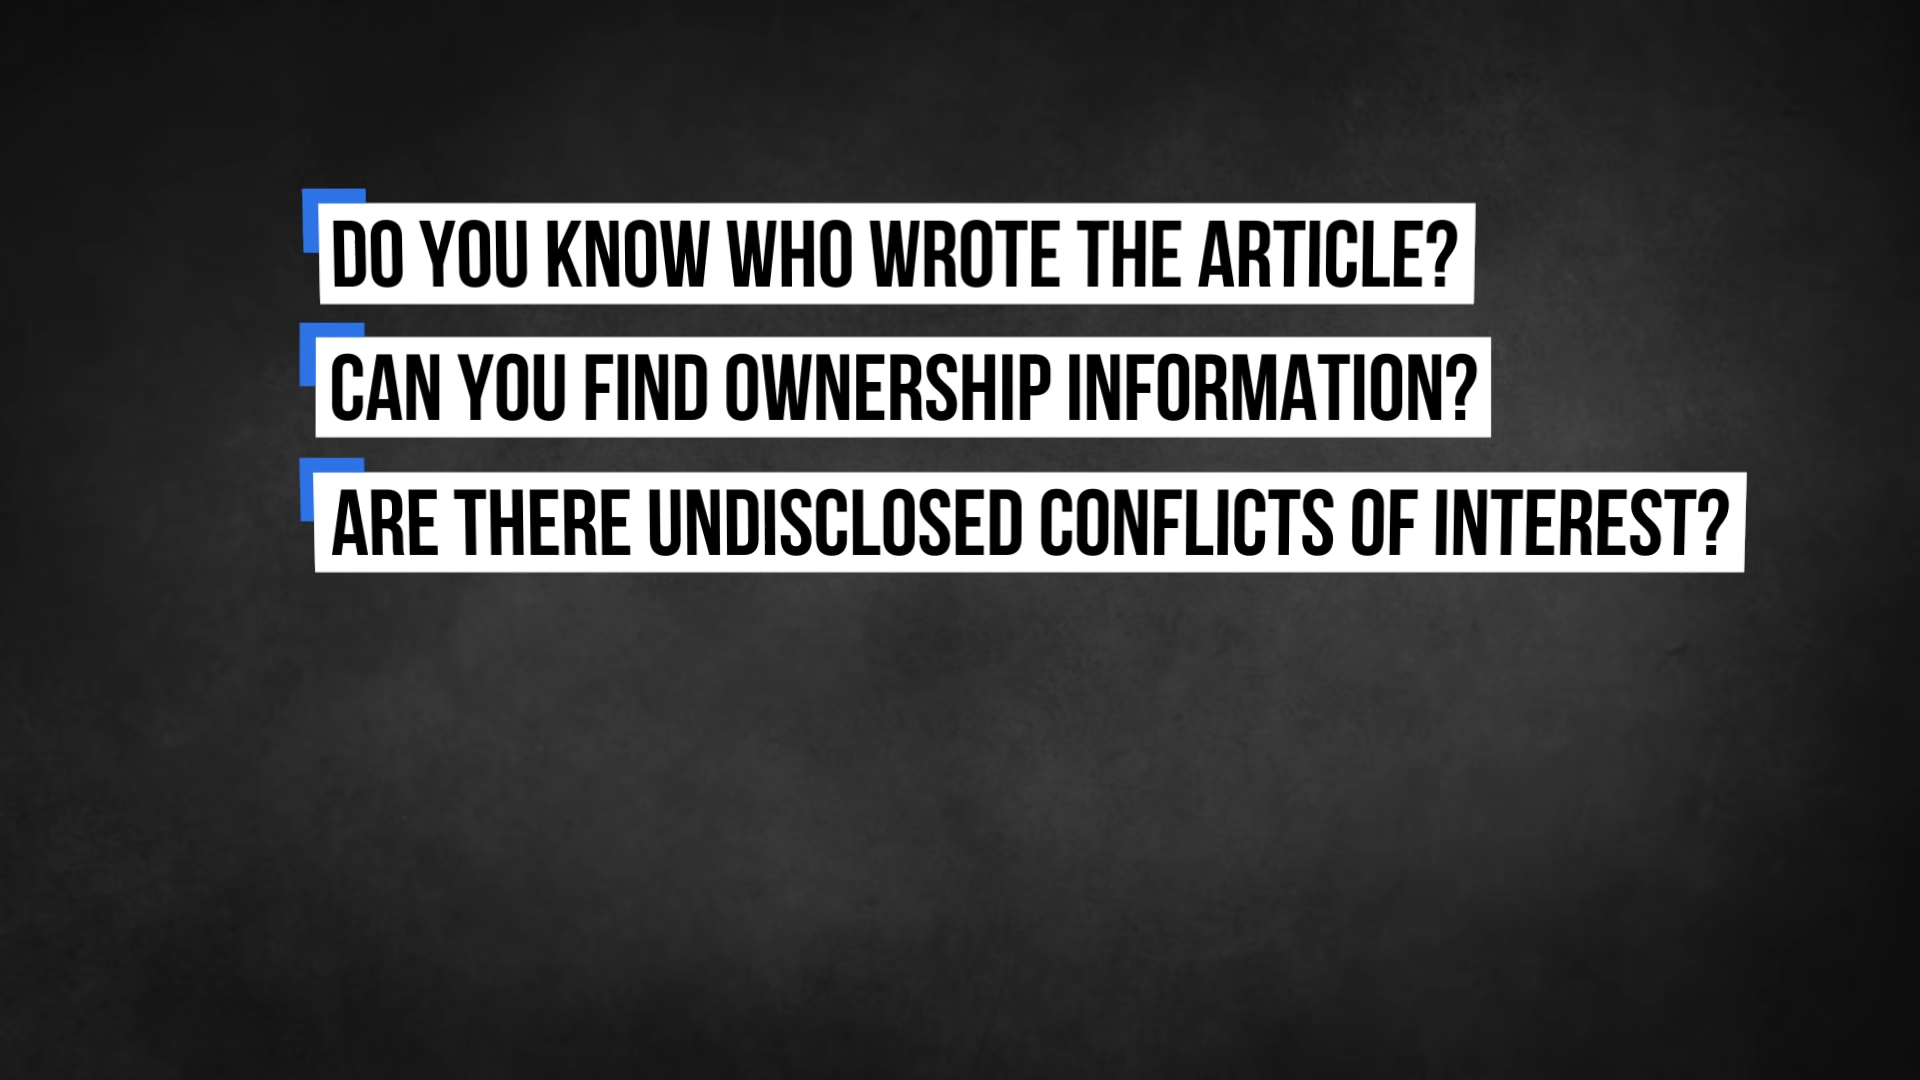 DO YOU KNOW WHO WROTE THE ARTICLE?
CAN YOU FIND OWNERSHIP INFORMATION?
ARE THERE UNDISCLOSED CONFLICTS OF INTEREST?